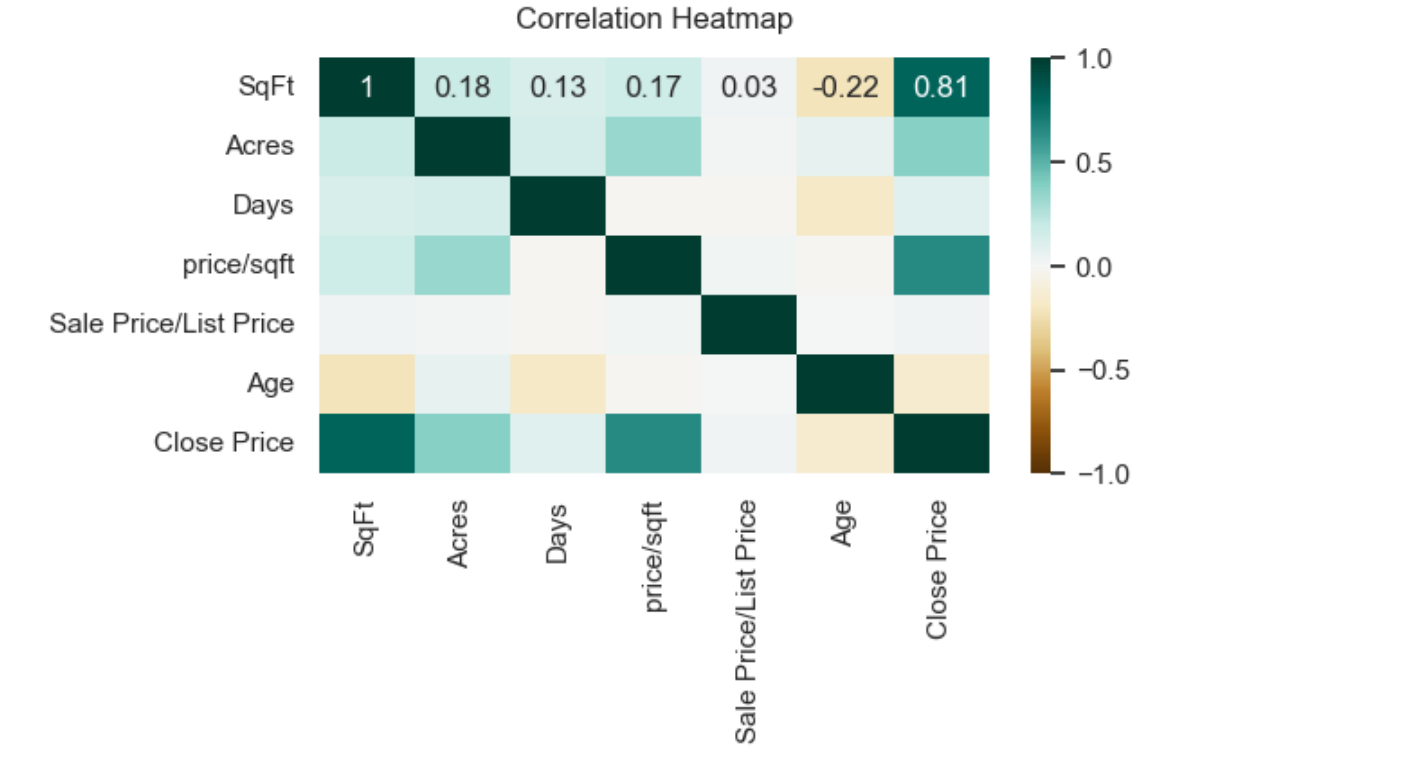 Correlation Heatmap
SqFt 1 0.18 0.13 0.17 0.03 -0.22 0.81
Acres
Days
price/sqft
Sale Price/List Price
Age
Close Price
1.0
0.5
0.0
−0.5
−1.0
SqFt
Acres
Days
price/sqft
Sale Price/List Price
Age
Close Price